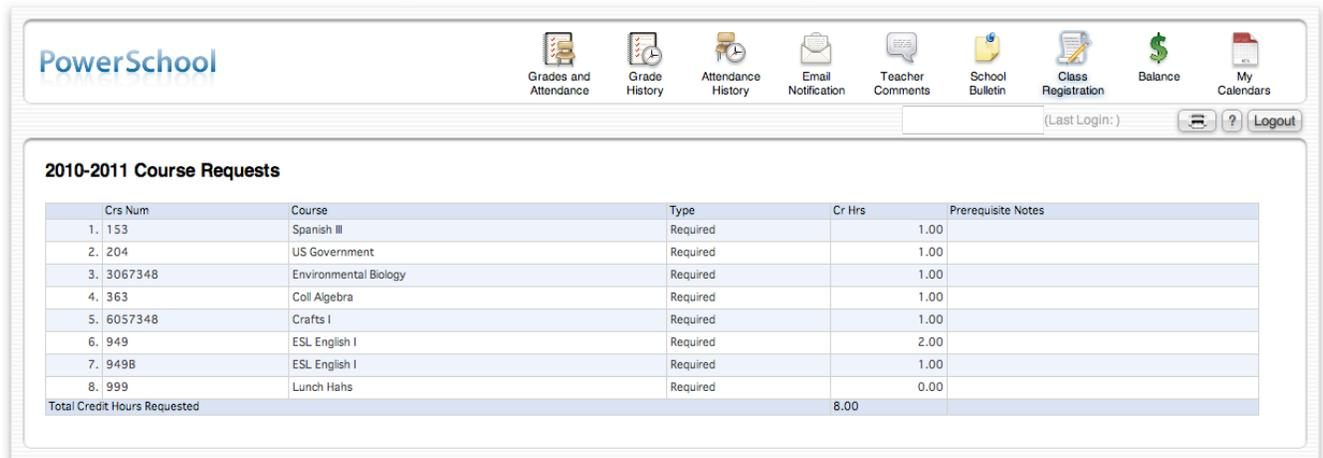 PowerSchool
Grades and Attendance
Grade History
Attendance History
Email Notification
Teacher Comments
School Bulletin
Class Registration
Balance
My Calendars
(Last Login: )
?
Logout
2010-2011 Course Requests
Crs Num Course Type Cr Hrs Prerequisite Notes
1. 153 Spanish III Required 1.00
2. 204 US Government Required 1.00
3. 3067348 Environmental Biology Required 1.00
4. 363 Coll Algebra Required 1.00
5. 6057348 Crafts I Required 1.00
6. 949 ESL English I Required 2.00
7. 949B ESL English I Required 1.00
8. 999 Lunch Hahs Required 0.00
Total Credit Hours Requested 8.00